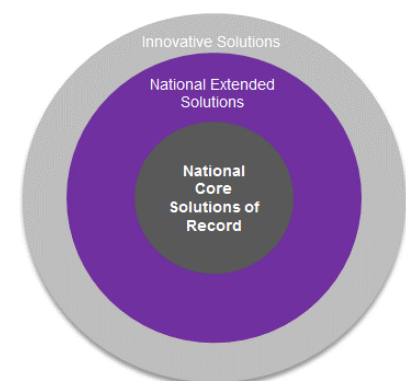 Innovative Solutions
National Extended
Solutions
National
Core
Solutions of
Record